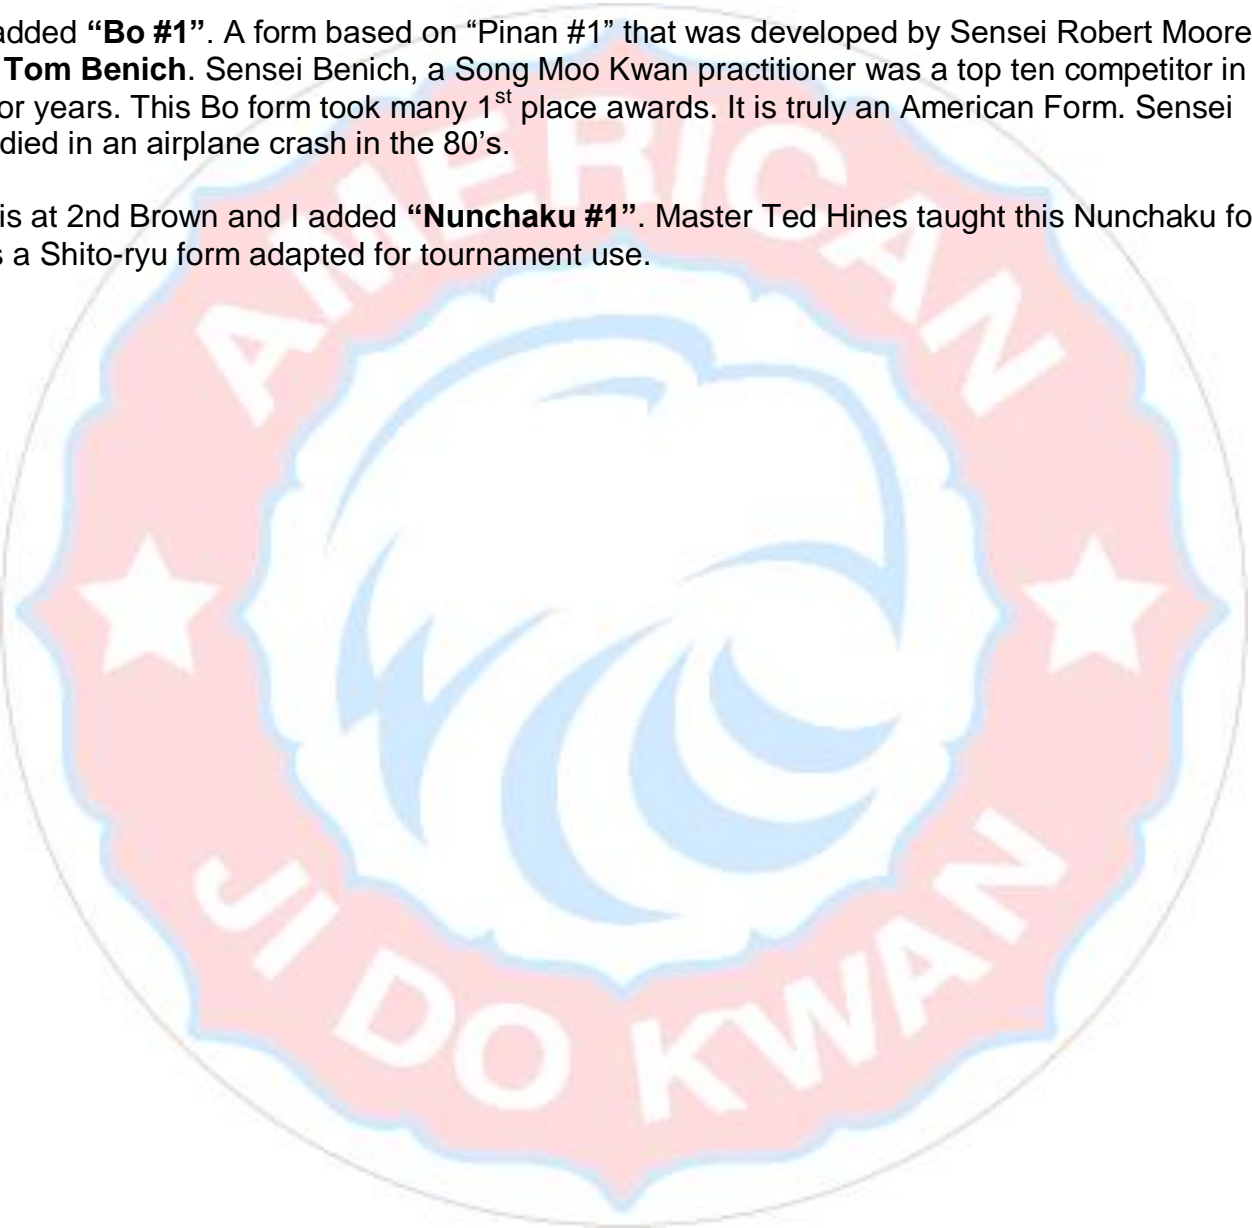 added “Bo #1”. A form based on “Pinan #1” that was developed by Sensei Robert Moore
Tom Benich. Sensei Benich, a Song Moo Kwan practitioner was a top ten competitor in
or years. This Bo form took many 1st place awards. It is truly an American Form. Sensei
died in an airplane crash in the 80’s.
is at 2nd Brown and I added “Nunchaku #1”. Master Ted Hines taught this Nunchaku fo
s a Shito-ryu form adapted for tournament use.
AMERICAN
JI DO KWAN